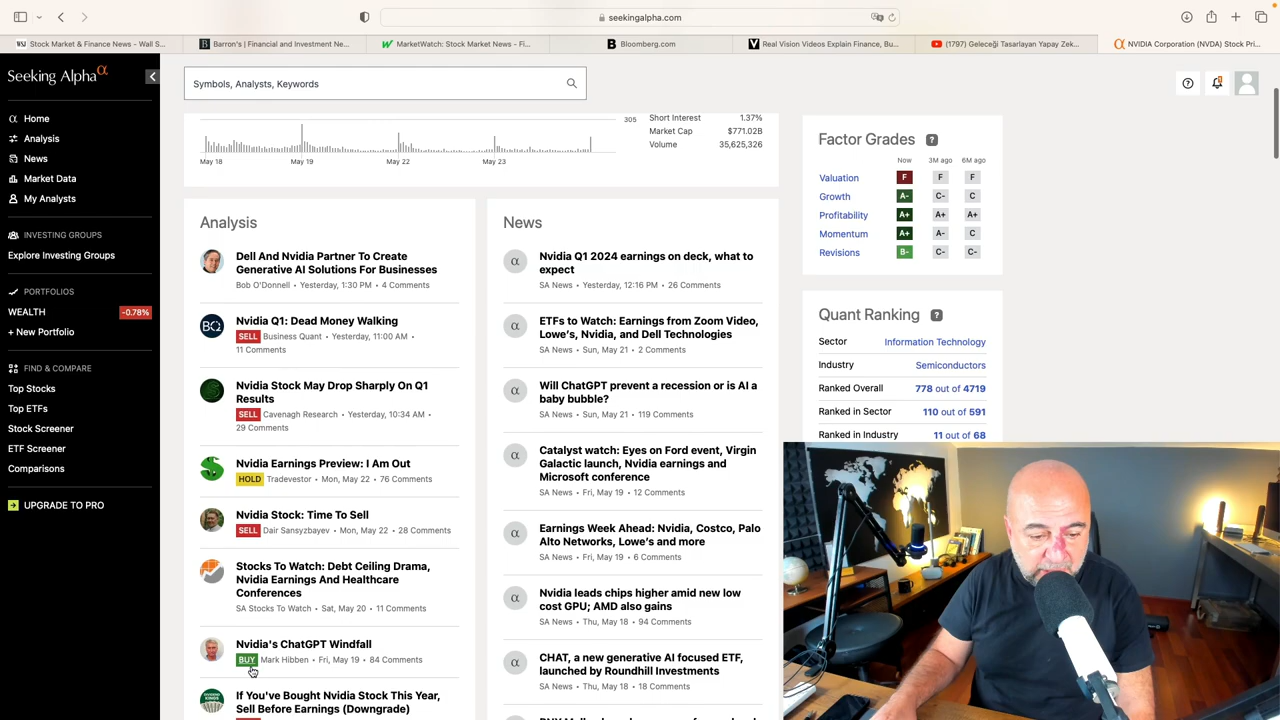 seekingalpha.com
Stock Market & Finance News - Wall S...
Barron's | Financial and Investment Ne...
MarketWatch: Stock Market News - Fi...
Bloomberg.com
Real Vision Videos Explain Finance, Bu...
(1797) Geleceği Tasarlayan Yapay Zek...
NVIDIA Corporation (NVDA) Stock Pri...
Seeking Alpha α
Symbols, Analysts, Keywords
Home
Analysis
News
Market Data
My Analysts
INVESTING GROUPS
Explore Investing Groups
PORTFOLIOS
WEALTH -0.78%
+ New Portfolio
FIND & COMPARE
Top Stocks
Top ETFs
Stock Screener
ETF Screener
Comparisons
UPGRADE TO PRO
305
May 18 May 19 May 22 May 23
Short Interest 1.37%
Market Cap $771.02B
Volume 35,625,326
Analysis
Dell And Nvidia Partner To Create
Generative AI Solutions For Businesses
Bob O'Donnell • Yesterday, 1:30 PM • 4 Comments
Nvidia Q1: Dead Money Walking
SELL Business Quant • Yesterday, 11:00 AM •
11 Comments
Nvidia Stock May Drop Sharply On Q1
Results
SELL Cavenagh Research • Yesterday, 10:34 AM •
29 Comments
Nvidia Earnings Preview: I Am Out
HOLD Tradevestor • Mon, May 22 • 76 Comments
Nvidia Stock: Time To Sell
SELL Dair Sansyzbayev • Mon, May 22 • 28 Comments
Stocks To Watch: Debt Ceiling Drama,
Nvidia Earnings And Healthcare
Conferences
SA Stocks To Watch • Sat, May 20 • 11 Comments
Nvidia's ChatGPT Windfall
BUY Mark Hibben • Fri, May 19 • 84 Comments
If You've Bought Nvidia Stock This Year,
Sell Before Earnings (Downgrade)
News
Nvidia Q1 2024 earnings on deck, what to
expect
SA News • Yesterday, 12:16 PM • 26 Comments
ETFs to Watch: Earnings from Zoom Video,
Lowe's, Nvidia, and Dell Technologies
SA News • Sun, May 21 • 2 Comments
Will ChatGPT prevent a recession or is AI a
baby bubble?
SA News • Sun, May 21 • 119 Comments
Catalyst watch: Eyes on Ford event, Virgin
Galactic launch, Nvidia earnings and
Microsoft conference
SA News • Fri, May 19 • 12 Comments
Earnings Week Ahead: Nvidia, Costco, Palo
Alto Networks, Lowe's and more
SA News • Fri, May 19 • 6 Comments
Nvidia leads chips higher amid new low
cost GPU; AMD also gains
SA News • Thu, May 18 • 94 Comments
CHAT, a new generative AI focused ETF,
launched by Roundhill Investments
SA News • Thu, May 18 • 18 Comments
Factor Grades
Now 3M ago 6M ago
Valuation F F F
Growth A- C- C
Profitability A+ A+ A+
Momentum A+ A- C
Revisions B- C- C-
Quant Ranking
Sector Information Technology
Industry Semiconductors
Ranked Overall 778 out of 4719
Ranked in Sector 110 out of 591
Ranked in Industry 11 out of 68